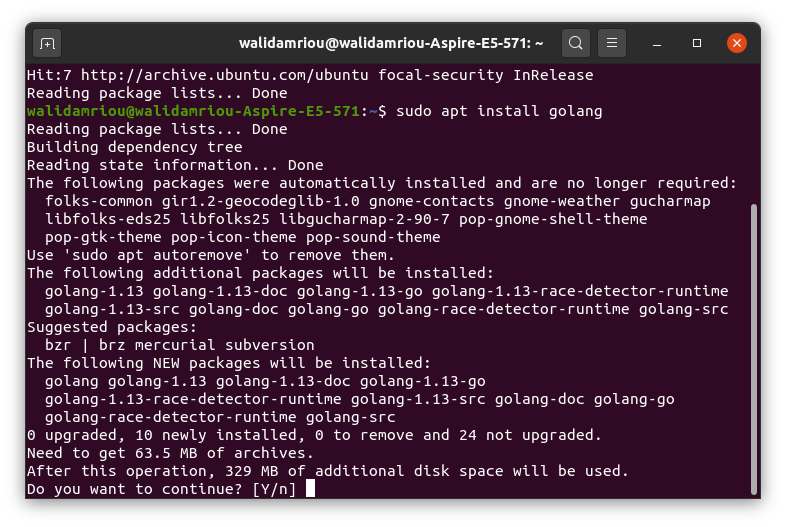 walidamriou@walidamriou-Aspire-E5-571: ~
Hit:7 http://archive.ubuntu.com/ubuntu focal-security InRelease
Reading package lists... Done
walidamriou@walidamriou-Aspire-E5-571:~$ sudo apt install golang
Reading package lists... Done
Building dependency tree
Reading state information... Done
The following packages were automatically installed and are no longer required:
  folks-common gir1.2-geocodeglib-1.0 gnome-contacts gnome-weather gucharmap
  libfolks-eds25 libfolks25 libgucharmap-2-90-7 pop-gnome-shell-theme
  pop-gtk-theme pop-icon-theme pop-sound-theme
Use 'sudo apt autoremove' to remove them.
The following additional packages will be installed:
  golang-1.13 golang-1.13-doc golang-1.13-go golang-1.13-race-detector-runtime
  golang-1.13-src golang-doc golang-go golang-race-detector-runtime golang-src
Suggested packages:
  bzr | brz mercurial subversion
The following NEW packages will be installed:
  golang golang-1.13 golang-1.13-doc golang-1.13-go
  golang-1.13-race-detector-runtime golang-1.13-src golang-doc golang-go
  golang-race-detector-runtime golang-src
0 upgraded, 10 newly installed, 0 to remove and 24 not upgraded.
Need to get 63.5 MB of archives.
After this operation, 329 MB of additional disk space will be used.
Do you want to continue? [Y/n]